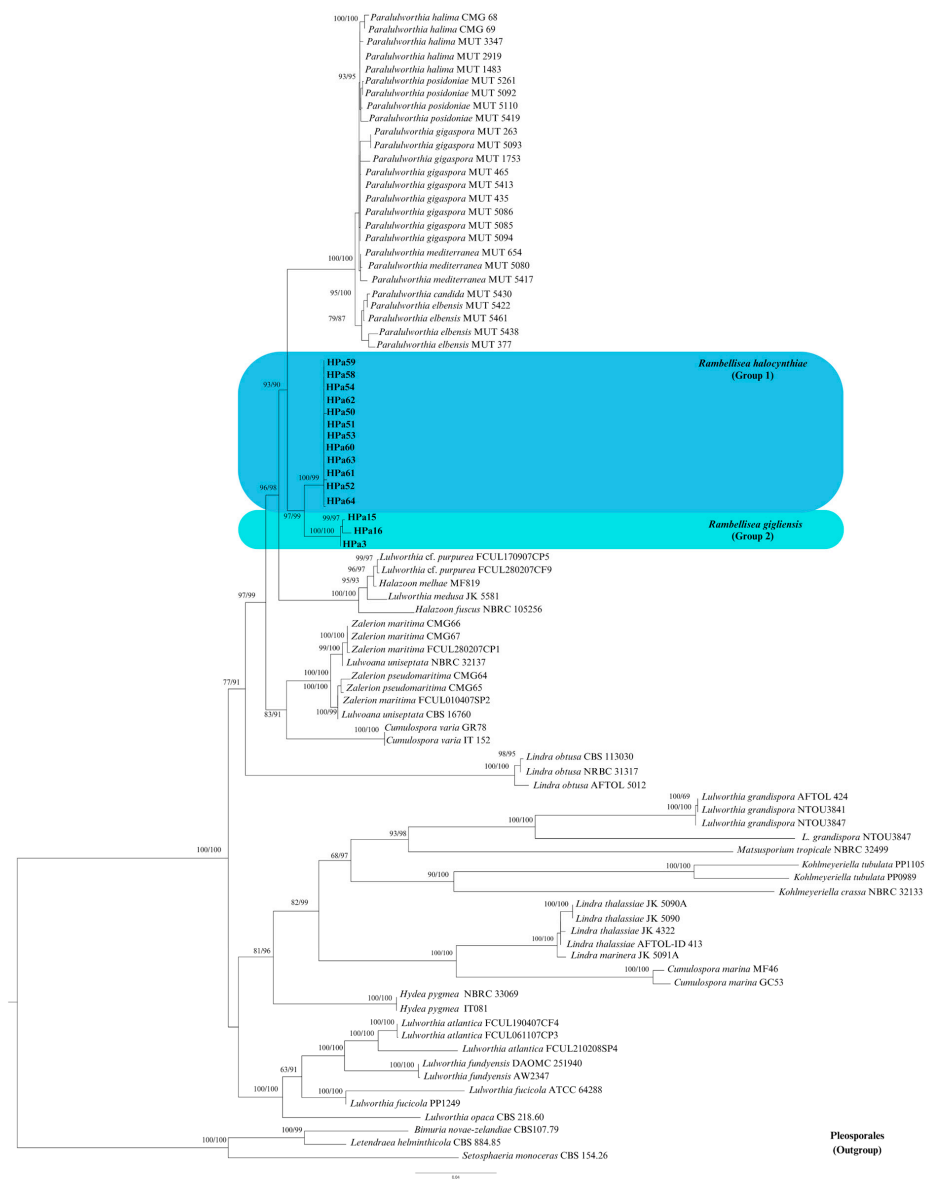 100/100
Paralulworthia halima CMG 68
Paralulworthia halima CMG 69
Paralulworthia halima MUT 3347
Paralulworthia halima MUT 2919
Paralulworthia halima MUT 1483
93/95
Paralulworthia posidoniae MUT 5261
Paralulworthia posidoniae MUT 5092
Paralulworthia posidoniae MUT 5110
Paralulworthia posidoniae MUT 5419
Paralulworthia gigaspora MUT 263
Paralulworthia gigaspora MUT 5093
Paralulworthia gigaspora MUT 1753
Paralulworthia gigaspora MUT 465
Paralulworthia gigaspora MUT 5413
Paralulworthia gigaspora MUT 435
Paralulworthia gigaspora MUT 5086
Paralulworthia gigaspora MUT 5085
Paralulworthia gigaspora MUT 5094
Paralulworthia mediterranea MUT 654
100/100
Paralulworthia mediterranea MUT 5080
Paralulworthia mediterranea MUT 5417
95/100
Paralulworthia candida MUT 5430
Paralulworthia elbensis MUT 5422
79/87
Paralulworthia elbensis MUT 5461
Paralulworthia elbensis MUT 5438
Paralulworthia elbensis MUT 377
HPa59
Rambellisea halocynthiae
(Group 1)
HPa58
93/90
HPa54
HPa62
HPa50
HPa51
HPa53
HPa60
HPa63
HPa61
100/99
96/98
HPa52
HPa64
97/99
99/97
HPa15
Rambellisea gigliensis
(Group 2)
100/100
HPa16
HPa3
99/97
Lulworthia cf. purpurea FCUL170907CP5
96/97
Lulworthia cf. purpurea FCUL280207CF9
95/93
Halazoon melhae MF819
100/100
Lulworthia medusa JK 5581
97/99
Halazoon fuscus NBRC 105256
Zalerion maritima CMG66
100/100
Zalerion maritima CMG67
99/100
Zalerion maritima FCUL280207CP1
Lulwoana uniseptata NBRC 32137
100/100
Zalerion pseudomaritima CMG64
77/91
100/100
Zalerion pseudomaritima CMG65
Zalerion maritima FCUL010407SP2
83/91
100/99
Lulwoana uniseptata CBS 16760
100/100
Cumulospora varia GR78
Cumulospora varia IT 152
98/95
Lindra obtusa CBS 113030
100/100
Lindra obtusa NRBC 31317
Lindra obtusa AFTOL 5012
100/69
Lulworthia grandispora AFTOL 424
100/100
Lulworthia grandispora NTOU3841
100/100
Lulworthia grandispora NTOU3847
93/98
L. grandispora NTOU3847
100/100
68/97
Matsusporium tropicale NBRC 32499
100/100
Kohlmeyeriella tubulata PP1105
90/100
Kohlmeyeriella tubulata PP0989
Kohlmeyeriella crassa NBRC 32133
82/99
100/100
Lindra thalassiae JK 5090A
Lindra thalassiae JK 5090
Lindra thalassiae JK 4322
100/100
Lindra thalassiae AFTOL-ID 413
100/100
Lindra marinera JK 5091A
81/96
100/100
Cumulospora marina MF46
Cumulospora marina GC53
100/100
Hydea pygmea NBRC 33069
Hydea pygmea IT081
100/100
Lulworthia atlantica FCUL190407CF4
100/100
Lulworthia atlantica FCUL061107CP3
100/100
Lulworthia atlantica FCUL210208SP4
63/91
100/100
Lulworthia fundyensis DAOMC 251940
Lulworthia fundyensis AW2347
100/100
100/100
Lulworthia fucicola ATCC 64288
Lulworthia fucicola PP1249
Lulworthia opaca CBS 218.60
100/99
Bimuria novae-zelandiae CBS107.79
100/100
Letendraea helminthicola CBS 884.85
Setosphaeria monoceras CBS 154.26
Pleosporales
(Outgroup)